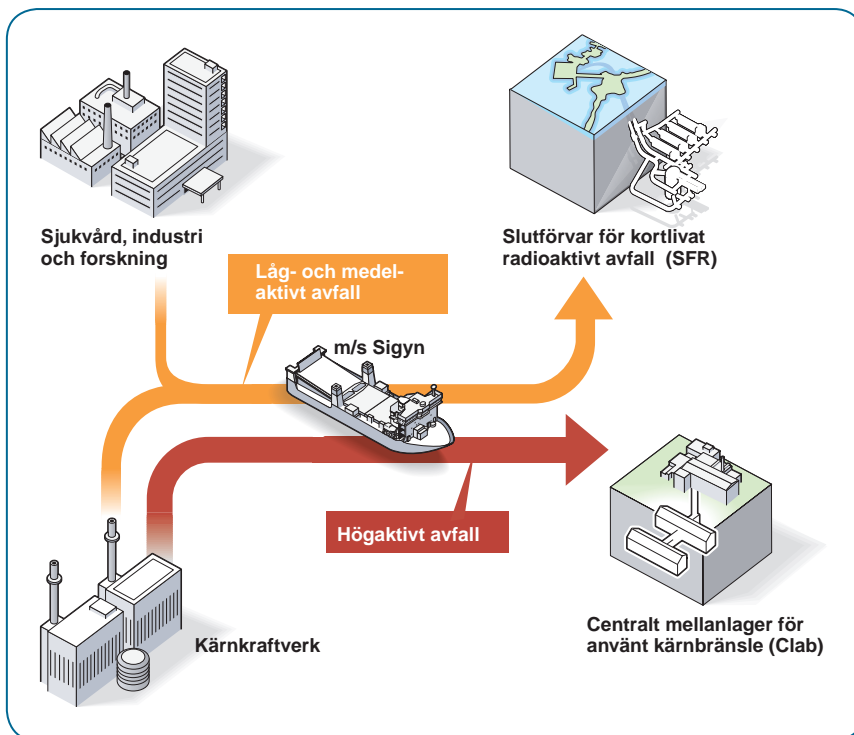 Sjukvård, industri
och forskning
Slutförvar för kortlivat
radioaktivt avfall (SFR)
Låg- och medel-
aktivt avfall
m/s Sigyn
Högaktivt avfall
Kärnkraftverk
Centralt mellanlager för
använt kärnbränsle (Clab)